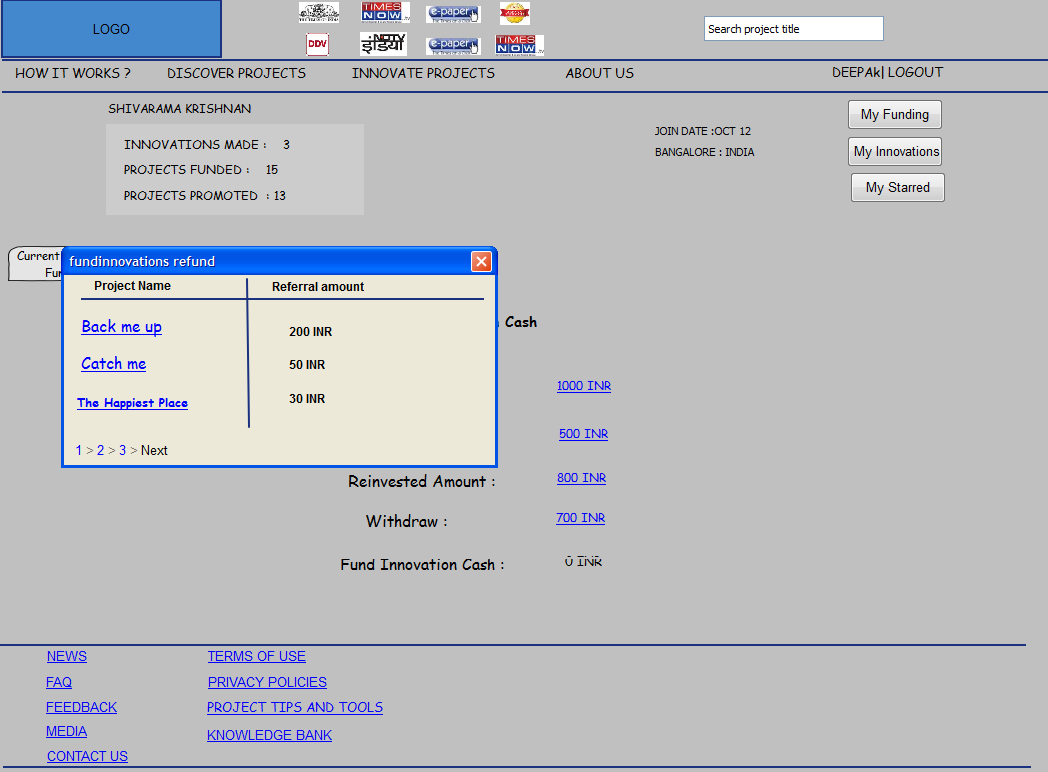 LOGO
TIMES
NOW
e-paper
DDV
NDTV
इंडिया
e-paper
TIMES
NOW
Search project title
HOW IT WORKS ?
DISCOVER PROJECTS
INNOVATE PROJECTS
ABOUT US
DEEPAk| LOGOUT
SHIVARAMA KRISHNAN
INNOVATIONS MADE : 3
PROJECTS FUNDED : 15
PROJECTS PROMOTED : 13
JOIN DATE :OCT 12
BANGALORE : INDIA
My Funding
My Innovations
My Starred
Current
Fu
fundinnovations refund
Project Name
Referral amount
Back me up
200 INR
Catch me
50 INR
The Happiest Place
30 INR
1 > 2 > 3 > Next
Cash
1000 INR
500 INR
Reinvested Amount :
800 INR
Withdraw :
700 INR
Fund Innovation Cash :
0 INR
NEWS
TERMS OF USE
FAQ
PRIVACY POLICIES
FEEDBACK
PROJECT TIPS AND TOOLS
MEDIA
KNOWLEDGE BANK
CONTACT US